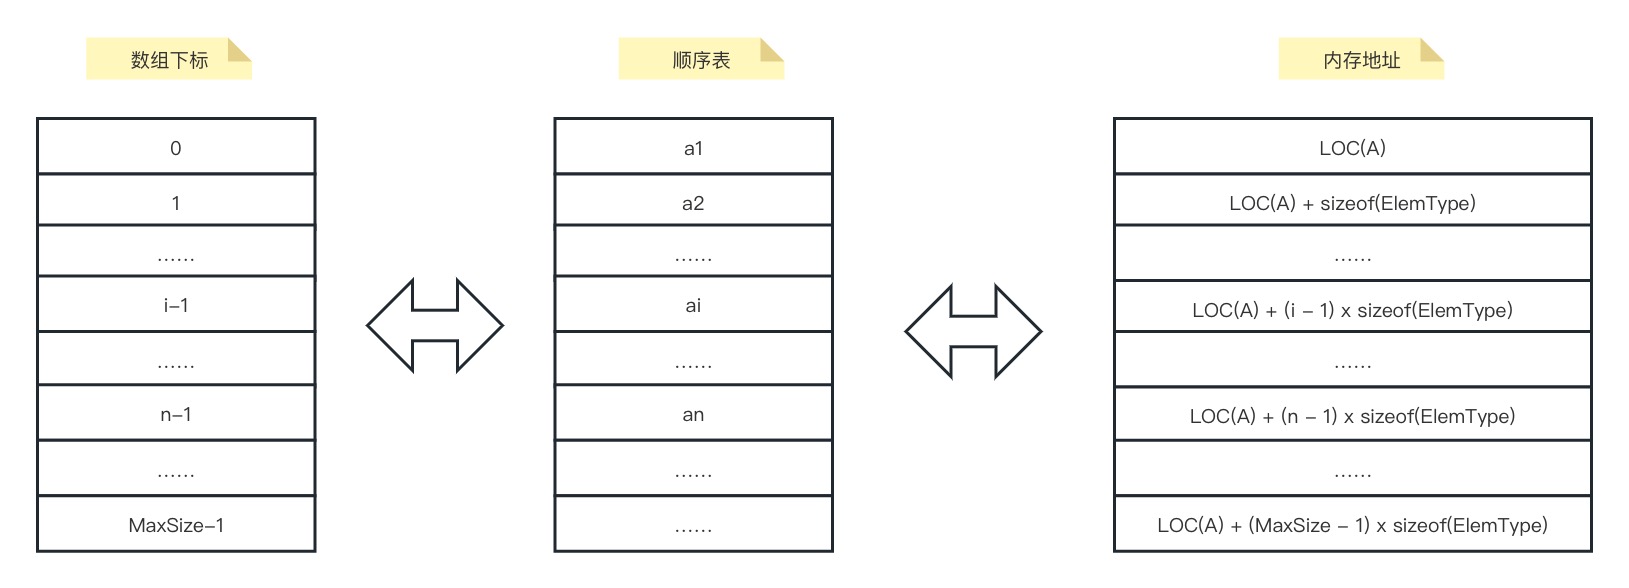 数组下标
顺序表
内存地址
0
a1
LOC(A)
1
a2
LOC(A) + sizeof(ElemType)
......
......
......
i-1
ai
LOC(A) + (i - 1) x sizeof(ElemType)
......
......
......
n-1
an
LOC(A) + (n - 1) x sizeof(ElemType)
......
......
......
MaxSize-1
......
LOC(A) + (MaxSize - 1) x sizeof(ElemType)